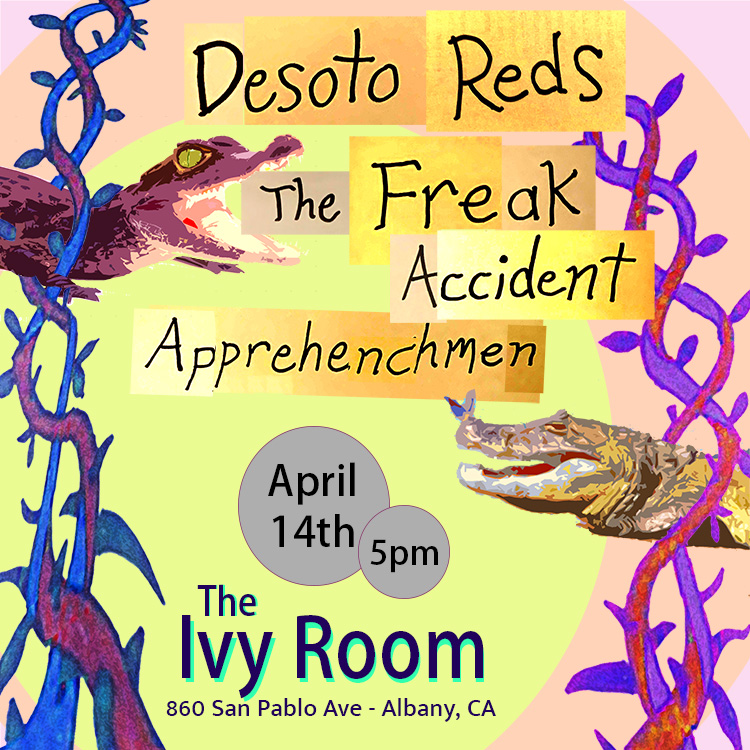 Desoto Reds
The Freak
Accident
Apprehenchmen
April
14th
5pm
The
Ivy Room
860 San Pablo Ave - Albany, CA